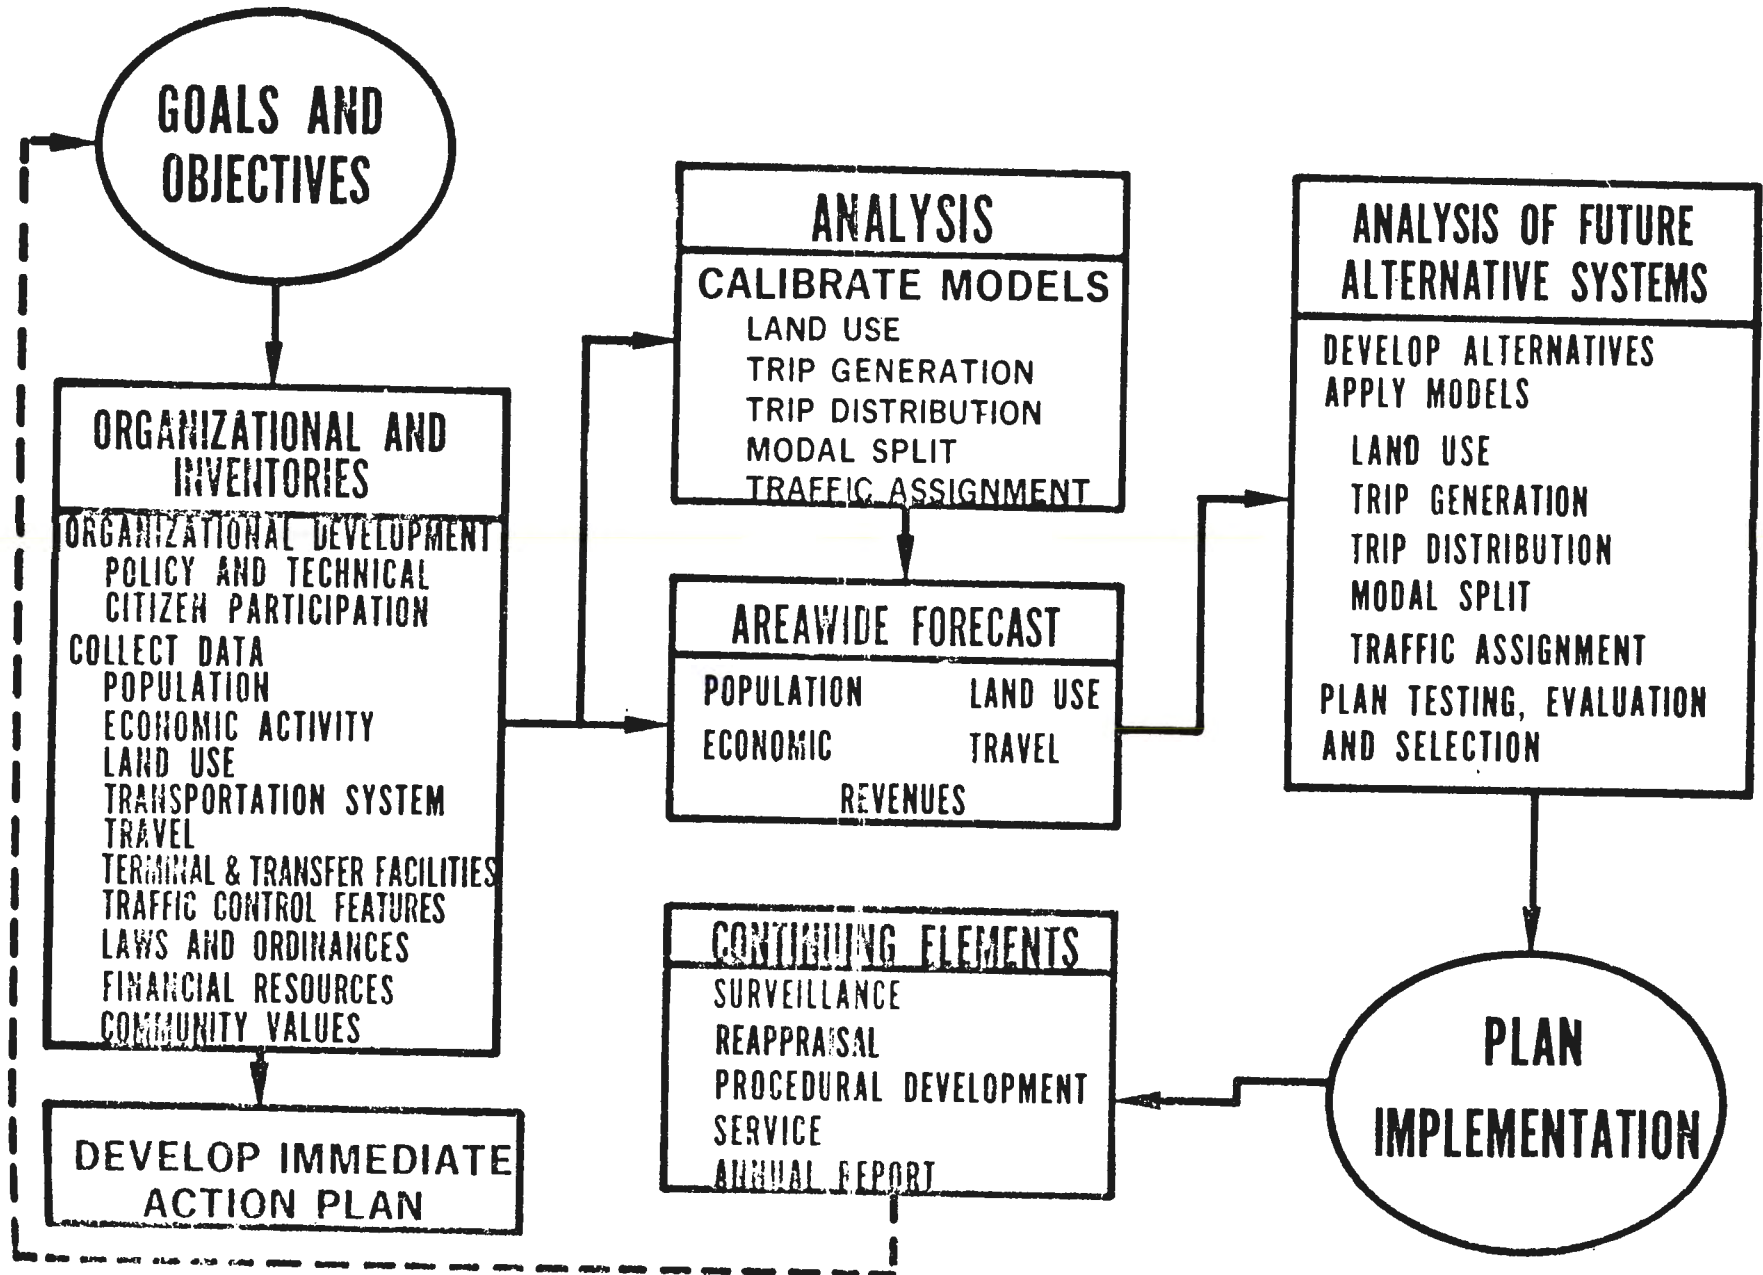 GOALS AND
OBJECTIVES
ORGANIZATIONAL AND
INVENTORIES
ORGANIZATIONAL DEVELOPMENT
POLICY AND TECHNICAL
CITIZEN PARTICIPATION
COLLECT DATA
POPULATION
ECONOMIC ACTIVITY
LAND USE
TRANSPORTATION SYSTEM
TRAVEL
TERMINAL & TRANSFER FACILITIES
TRAFFIC CONTROL FEATURES
LAWS AND ORDINANCES
FINANCIAL RESOURCES
COMMUNITY VALUES
DEVELOP IMMEDIATE
ACTION PLAN
ANALYSIS
CALIBRATE MODELS
LAND USE
TRIP GENERATION
TRIP DISTRIBUTION
MODAL SPLIT
TRAFFIC ASSIGNMENT
AREAWIDE FORECAST
POPULATION LAND USE
ECONOMIC TRAVEL
REVENUES
ANALYSIS OF FUTURE
ALTERNATIVE SYSTEMS
DEVELOP ALTERNATIVES
APPLY MODELS
LAND USE
TRIP GENERATION
TRIP DISTRIBUTION
MODAL SPLIT
TRAFFIC ASSIGNMENT
PLAN TESTING, EVALUATION
AND SELECTION
PLAN
IMPLEMENTATION
CONTINUING ELEMENTS
SURVEILLANCE
REAPPRAISAL
PROCEDURAL DEVELOPMENT
SERVICE
ANNUAL REPORT